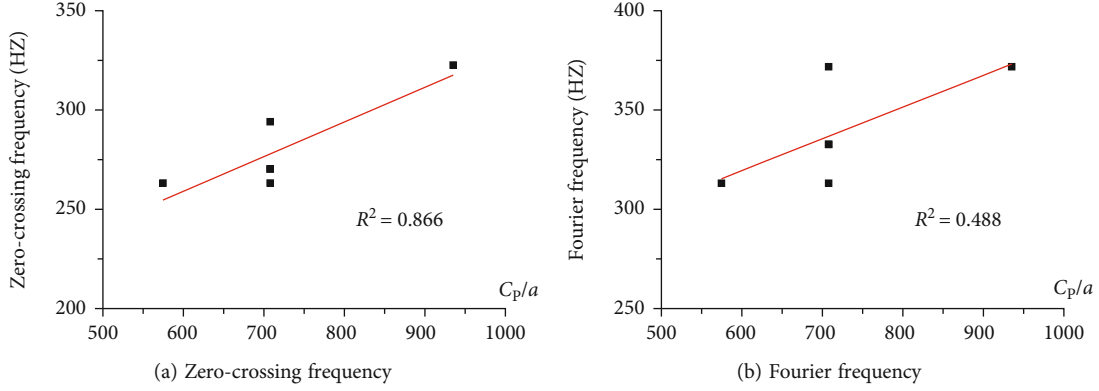 350
300
250
200
Zero-crossing frequency (HZ)
R² = 0.866
C_P/a
500 600 700 800 900 1000
(a) Zero-crossing frequency
400
350
300
250
Fourier frequency (HZ)
R² = 0.488
C_P/a
500 600 700 800 900 1000
(b) Fourier frequency